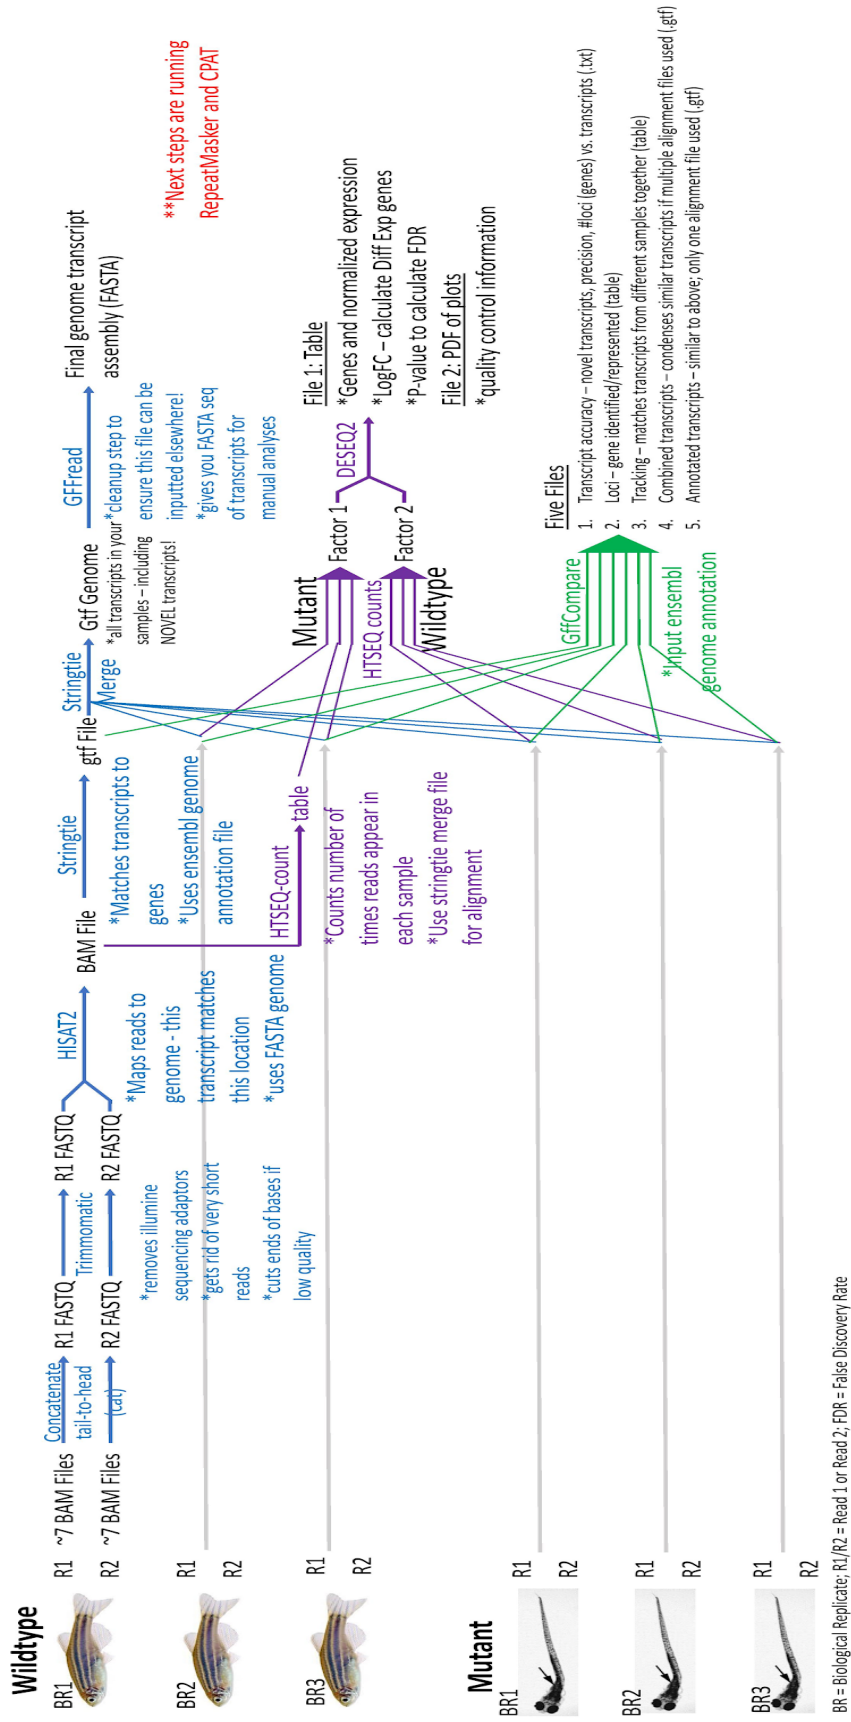 Wildtype
BR1
R1
~7 BAM Files
Concatenate
tail-to-head
(cat)
R1 FASTQ
Trimmomatic
R1 FASTQ
HISAT2
BAM File
Stringtie
gtf File
Stringtie
Merge
Gtf Genome
GFFread
Final genome transcript
assembly (FASTA)
R2
~7 BAM Files
R2 FASTQ
R2 FASTQ
*removes illumine
sequencing adaptors
*gets rid of very short
reads
*cuts ends of bases if
low quality
*Maps reads to
genome - this
transcript matches
this location
*uses FASTA genome
*Matches transcripts to
genes
*Uses ensembl genome
annotation file
*all transcripts in your
samples – including
NOVEL transcripts!
*cleanup step to
ensure this file can be
inputted elsewhere!
*gives you FASTA seq
of transcripts for
manual analyses
**Next steps are running
RepeatMasker and CPAT
BR2
R1
R2
HTSEQ-count
table
*Counts number of
times reads appear in
each sample
*Use stringtie merge file
for alignment
BR3
R1
R2
Mutant
Factor 1
HTSEQ counts
Factor 2
Wildtype
DESEQ2
File 1: Table
*Genes and normalized expression
*LogFC – calculate Diff Exp genes
*P-value to calculate FDR
File 2: PDF of plots
*quality control information
Mutant
BR1
R1
R2
BR2
R1
R2
BR3
R1
R2
GffCompare
*Input ensembl
genome annotation
Five Files
1. Transcript accuracy – novel transcripts, precision, #loci (genes) vs. transcripts (.txt)
2. Loci – gene identified/represented (table)
3. Tracking – matches transcripts from different samples together (table)
4. Combined transcripts – condenses similar transcripts if multiple alignment files used (.gtf)
5. Annotated transcripts – similar to above; only one alignment file used (.gtf)
BR = Biological Replicate; R1/R2 = Read 1 or Read 2; FDR = False Discovery Rate